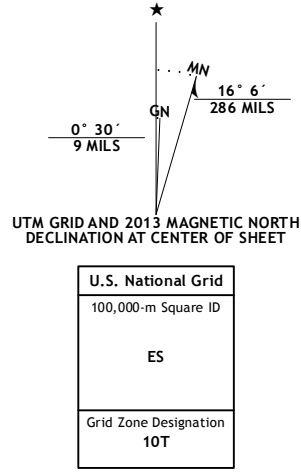 ★
MN
GN
16° 6´
286 MILS
0° 30´
9 MILS
UTM GRID AND 2013 MAGNETIC NORTH
DECLINATION AT CENTER OF SHEET
U.S. National Grid
100,000-m Square ID
ES
Grid Zone Designation
10T